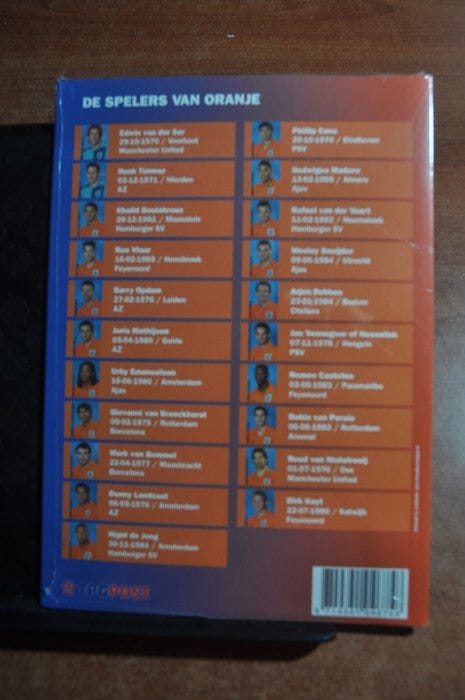 DE SPELERS VAN ORANJE
Edwin van der Sar
29-10-1970 / Voorhout
Manchester United
Henk Timmer
03-12-1971 / Hierden
AZ
Khalid Boulahrouz
28-12-1981 / Maassluis
Hamburger SV
Ron Vlaar
16-02-1985 / Hensbroek
Feyenoord
Barry Opdam
27-02-1976 / Leiden
AZ
Joris Mathijsen
05-04-1980 / Goirle
AZ
Urby Emanuelson
16-06-1986 / Amsterdam
Ajax
Giovanni van Bronckhorst
05-02-1975 / Rotterdam
Barcelona
Mark van Bommel
22-04-1977 / Maastricht
Barcelona
Denny Landzaat
06-05-1976 / Amsterdam
AZ
Nigel de Jong
30-11-1984 / Amsterdam
Hamburger SV
Phillip Cocu
29-10-1970 / Eindhoven
PSV
Hedwiges Maduro
13-02-1985 / Almere
Ajax
Rafael van der Vaart
11-02-1983 / Heemskerk
Hamburger SV
Wesley Sneijder
09-06-1984 / Utrecht
Ajax
Arjen Robben
23-01-1984 / Bedum
Chelsea
Jan Vennegoor of Hesselink
07-11-1978 / Hengelo
PSV
Romeo Castelen
03-05-1983 / Paramaribo
Feyenoord
Robin van Persie
06-08-1983 / Rotterdam
Arsenal
Ruud van Nistelrooij
01-07-1976 / Oss
Manchester United
Dirk Kuyt
22-07-1980 / Katwijk
Feyenoord
TPG POST